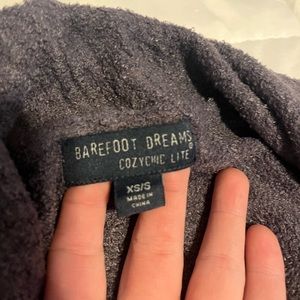 BAREFOOT DREAMS®
COZYCHIC LITE®
XS/S
MADE IN
CHINA